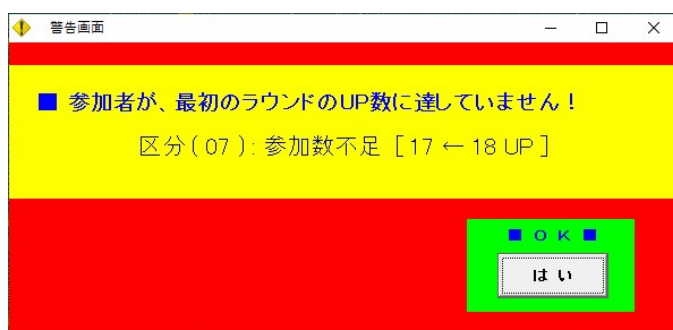 警告画面
■ 参加者が、最初のラウンドのUP数に達していません！
区分(07): 参加数不足 [17 ← 18 UP]
■ OK ■
はい